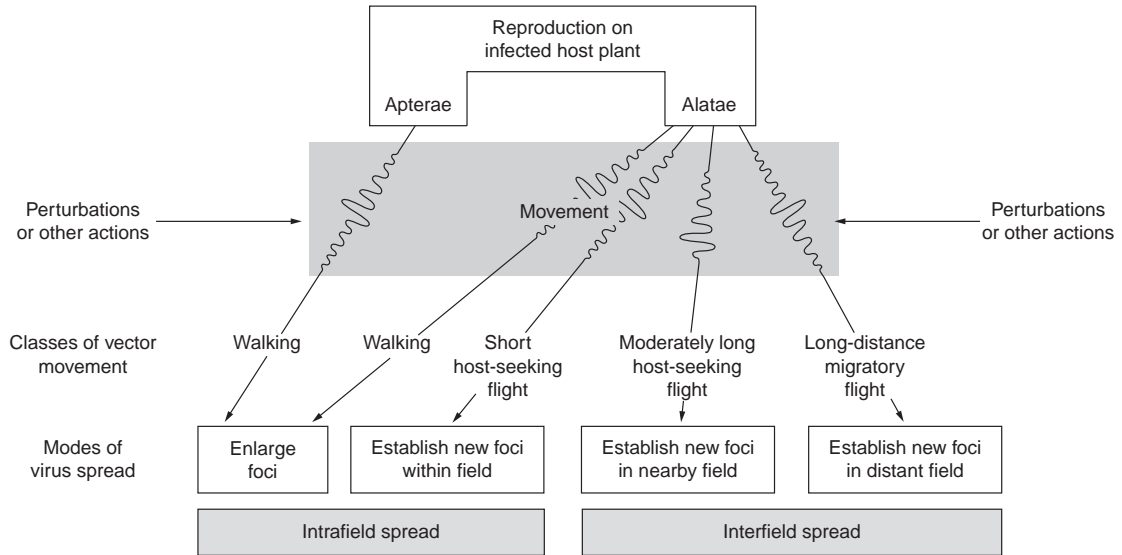 Reproduction on
infected host plant
Apterae
Alatae
Movement
Perturbations
or other actions
Perturbations
or other actions
Classes of vector
movement
Walking
Walking
Short
host-seeking
flight
Moderately long
host-seeking
flight
Long-distance
migratory
flight
Modes of
virus spread
Enlarge
foci
Establish new foci
within field
Establish new foci
in nearby field
Establish new foci
in distant field
Intrafield spread
Interfield spread